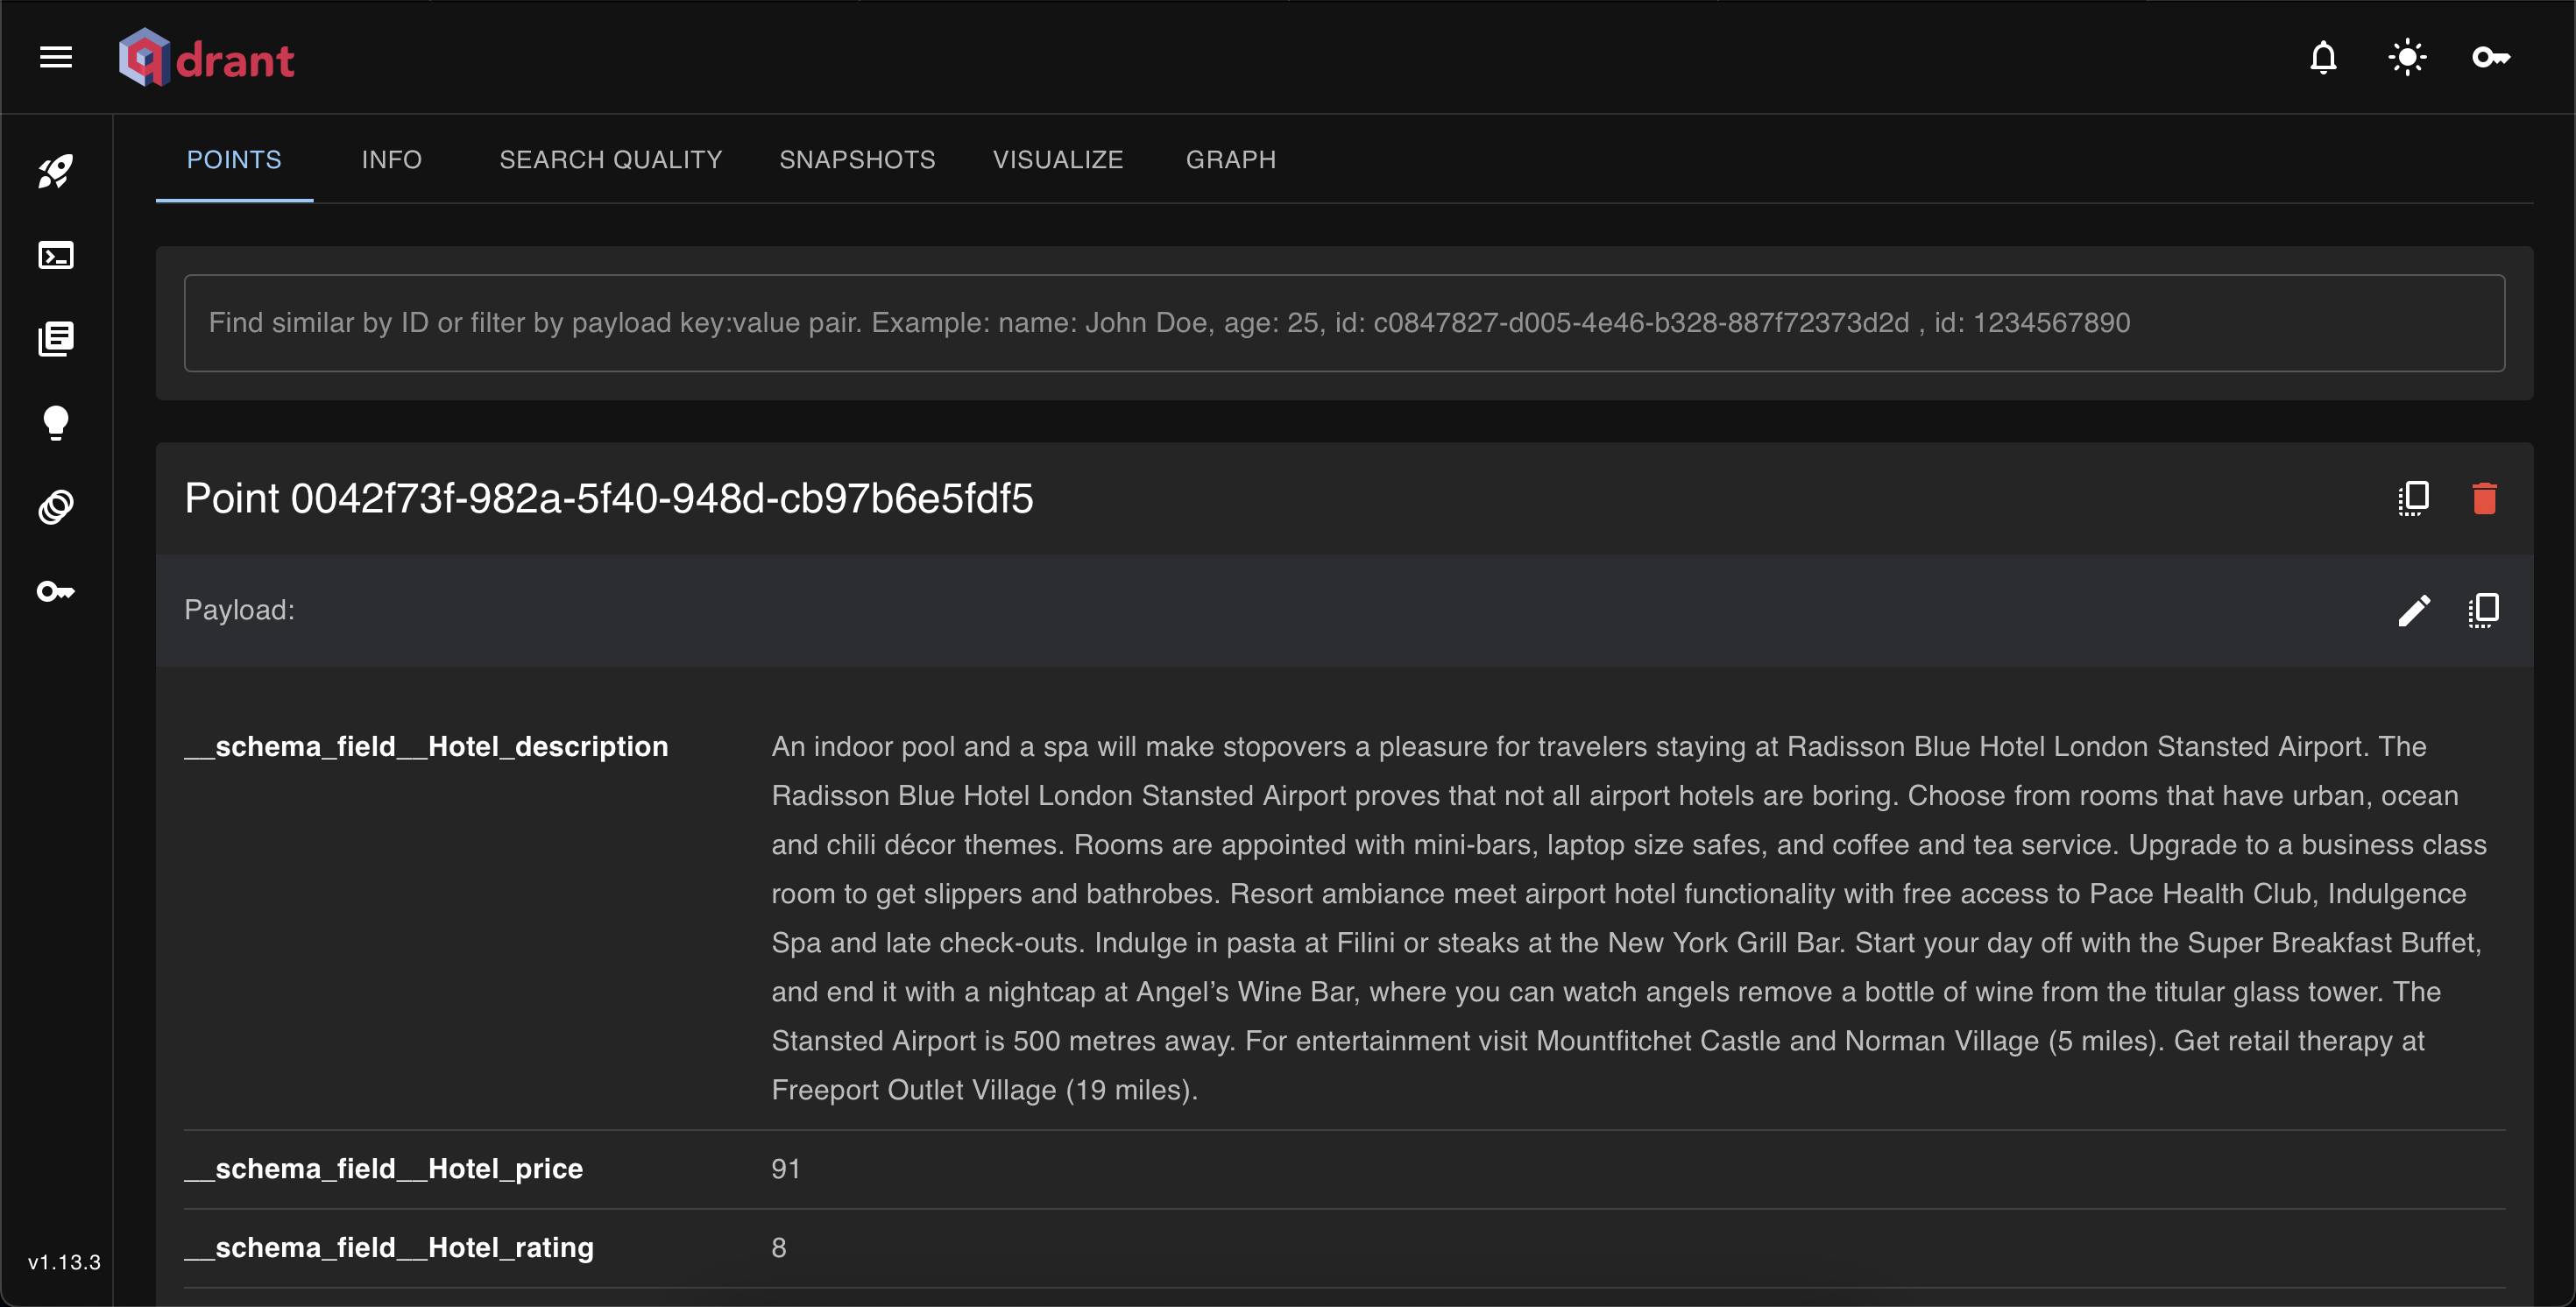 qdrant
POINTS INFO SEARCH QUALITY SNAPSHOTS VISUALIZE GRAPH
Find similar by ID or filter by payload key:value pair. Example: name: John Doe, age: 25, id: c0847827-d005-4e46-b328-887f72373d2d , id: 1234567890
Point 0042f73f-982a-5f40-948d-cb97b6e5fdf5
Payload:
__schema_field__Hotel_description
An indoor pool and a spa will make stopovers a pleasure for travelers staying at Radisson Blue Hotel London Stansted Airport. The
Radisson Blue Hotel London Stansted Airport proves that not all airport hotels are boring. Choose from rooms that have urban, ocean
and chili décor themes. Rooms are appointed with mini-bars, laptop size safes, and coffee and tea service. Upgrade to a business class
room to get slippers and bathrobes. Resort ambiance meet airport hotel functionality with free access to Pace Health Club, Indulgence
Spa and late check-outs. Indulge in pasta at Filini or steaks at the New York Grill Bar. Start your day off with the Super Breakfast Buffet,
and end it with a nightcap at Angel’s Wine Bar, where you can watch angels remove a bottle of wine from the titular glass tower. The
Stansted Airport is 500 metres away. For entertainment visit Mountfitchet Castle and Norman Village (5 miles). Get retail therapy at
Freeport Outlet Village (19 miles).
__schema_field__Hotel_price 91
__schema_field__Hotel_rating 8
v1.13.3